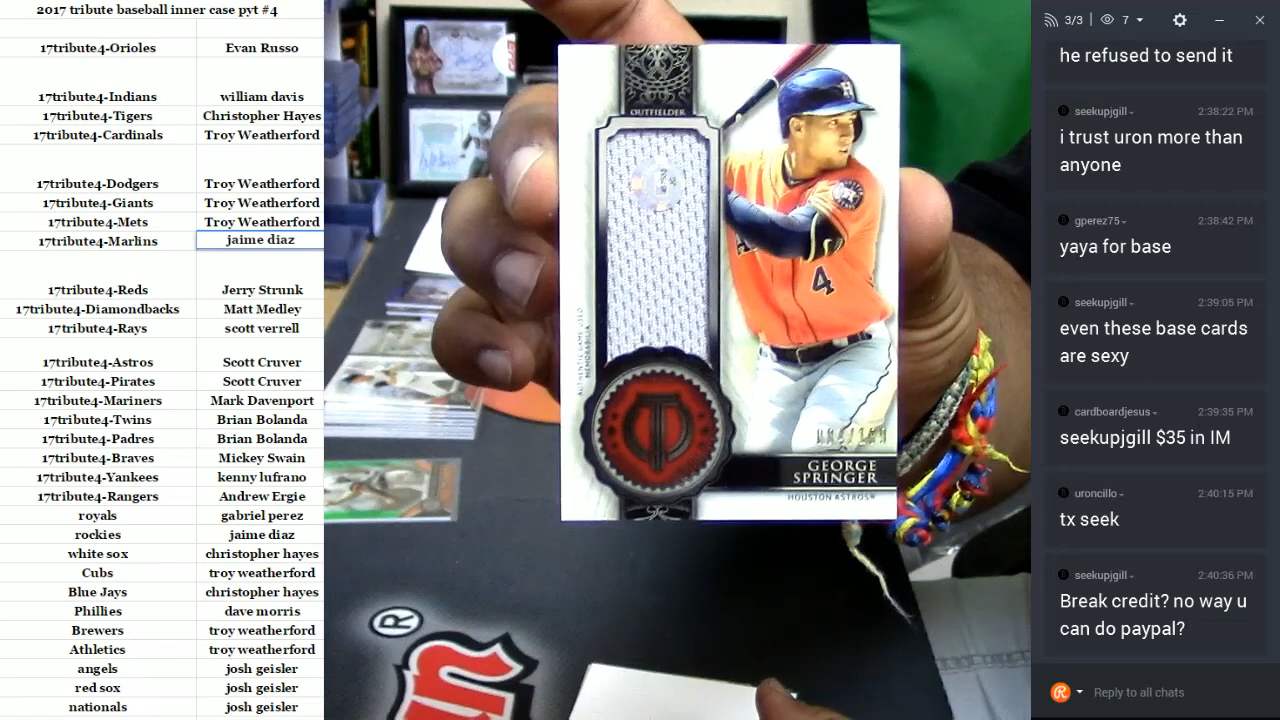 2017 tribute baseball inner case pyt #4
17tribute4-Orioles Evan Russo
17tribute4-Indians william davis
17tribute4-Tigers Christopher Hayes
17tribute4-Cardinals Troy Weatherford
17tribute4-Dodgers Troy Weatherford
17tribute4-Giants Troy Weatherford
17tribute4-Mets Troy Weatherford
17tribute4-Marlins jaime diaz
17tribute4-Reds Jerry Strunk
17tribute4-Diamondbacks Matt Medley
17tribute4-Rays scott verrell
17tribute4-Astros Scott Cruver
17tribute4-Pirates Scott Cruver
17tribute4-Mariners Mark Davenport
17tribute4-Twins Brian Bolanda
17tribute4-Padres Brian Bolanda
17tribute4-Braves Mickey Swain
17tribute4-Yankees kenny lufrano
17tribute4-Rangers Andrew Ergie
royals gabriel perez
rockies jaime diaz
white sox christopher hayes
Cubs troy weatherford
Blue Jays christopher hayes
Phillies dave morris
Brewers troy weatherford
Athletics troy weatherford
angels josh geisler
red sox josh geisler
nationals josh geisler
OUTFIELDER
H
4
AUTHENTIC GAME-USED
MEMORABILIA
T
GEORGE
SPRINGER
HOUSTON ASTROS®
®
3/3 7
he refused to send it
seekupjgill 2:38:22 PM
i trust uron more than
anyone
gperez75 2:38:42 PM
yaya for base
seekupjgill 2:39:05 PM
even these base cards
are sexy
cardboardjesus 2:39:35 PM
seekupjgill $35 in IM
uroncillo 2:40:15 PM
tx seek
seekupjgill 2:40:36 PM
Break credit? no way u
can do paypal?
Reply to all chats